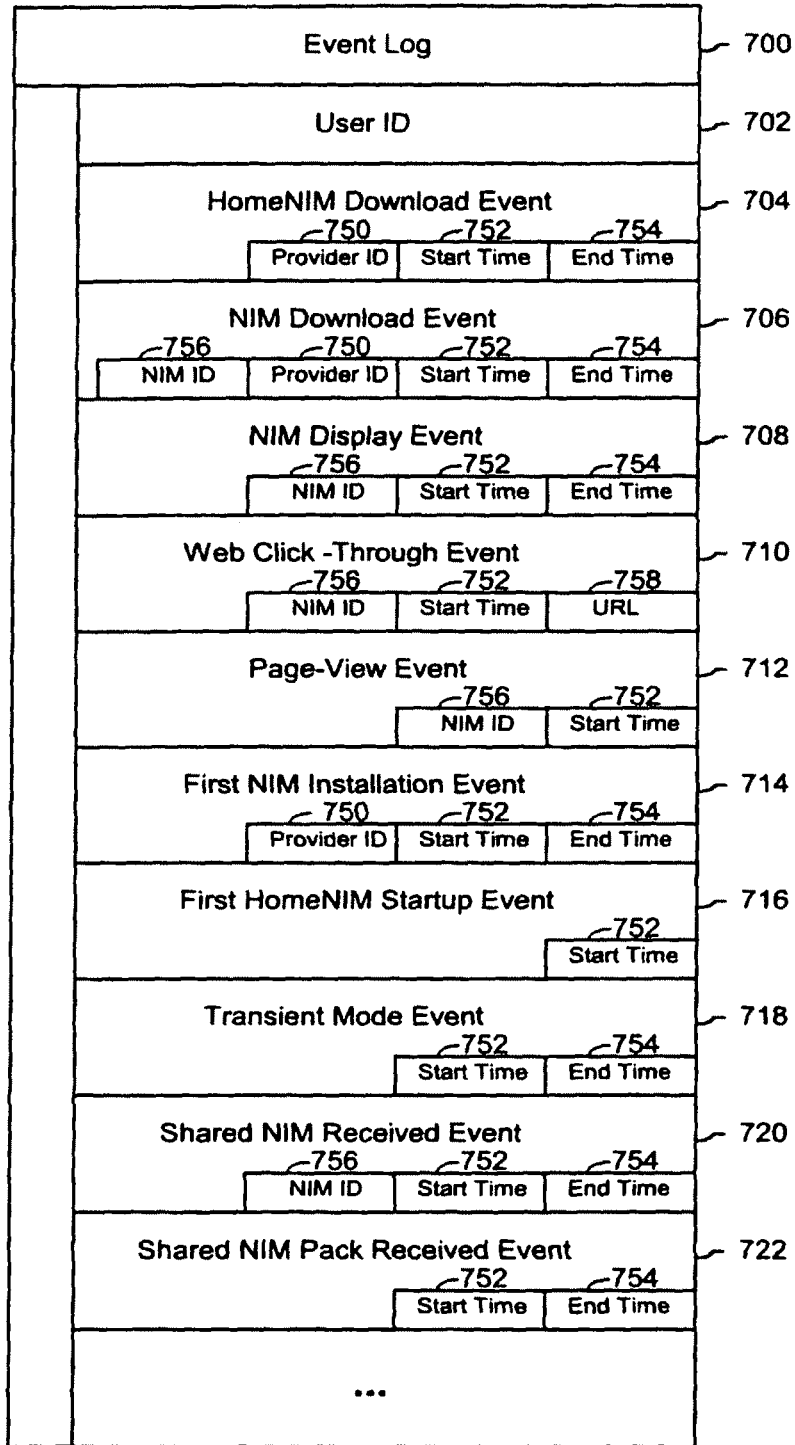 Event Log 700
User ID 702
HomeNIM Download Event 704
750 752 754
Provider ID Start Time End Time
NIM Download Event 706
756 750 752 754
NIM ID Provider ID Start Time End Time
NIM Display Event 708
756 752 754
NIM ID Start Time End Time
Web Click -Through Event 710
756 752 758
NIM ID Start Time URL
Page-View Event 712
756 752
NIM ID Start Time
First NIM Installation Event 714
750 752 754
Provider ID Start Time End Time
First HomeNIM Startup Event 716
752
Start Time
Transient Mode Event 718
752 754
Start Time End Time
Shared NIM Received Event 720
756 752 754
NIM ID Start Time End Time
Shared NIM Pack Received Event 722
752 754
Start Time End Time
...